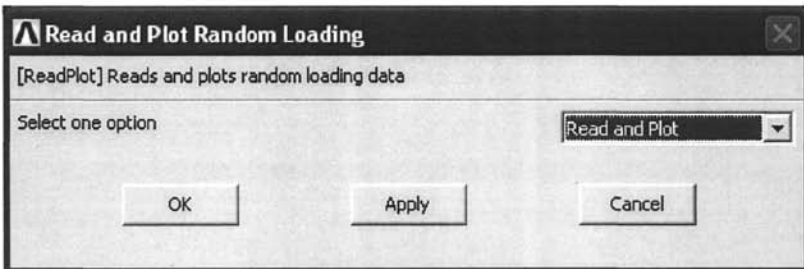 Read and Plot Random Loading
[ReadPlot] Reads and plots random loading data
Select one option
Read and Plot
OK Apply Cancel